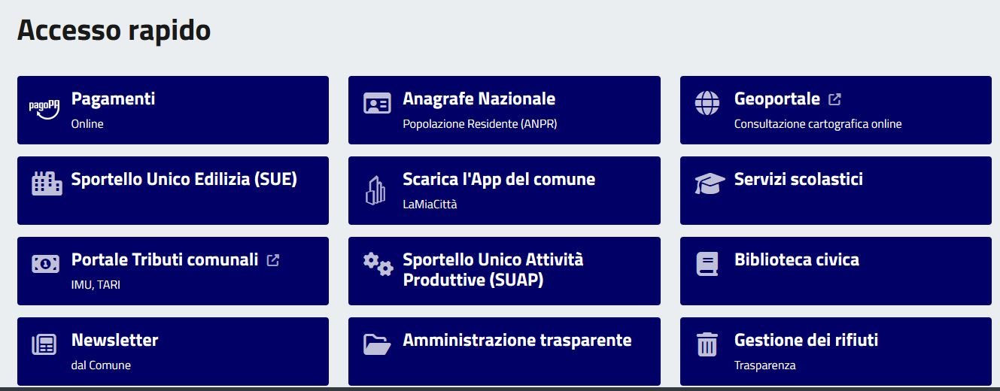 Accesso rapido
pagoPA
Pagamenti
Online
Anagrafe Nazionale
Popolazione Residente (ANPR)
Geoportale
Consultazione cartografica online
Sportello Unico Edilizia (SUE)
Scarica l'App del comune
LaMiaCittà
Servizi scolastici
Portale Tributi comunali
IMU, TARI
Sportello Unico Attività
Produttive (SUAP)
Biblioteca civica
Newsletter
dal Comune
Amministrazione trasparente
Gestione dei rifiuti
Trasparenza